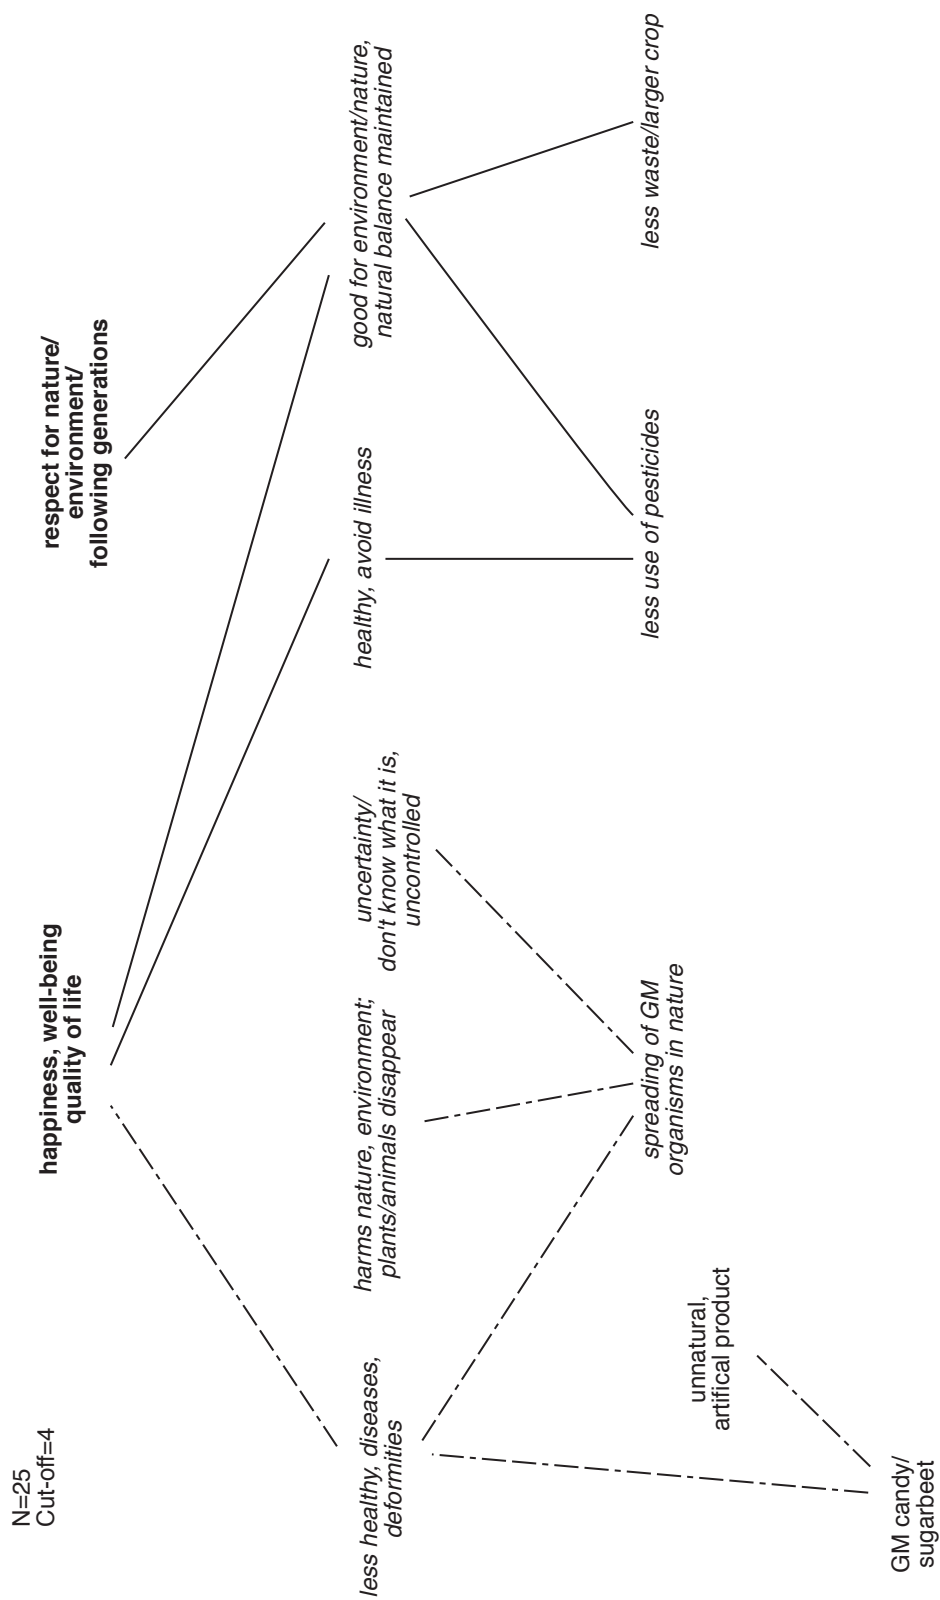 N=25
Cut-off=4
happiness, well-being
quality of life
respect for nature/
environment/
following generations
less healthy, diseases,
deformities
harms nature, environment;
plants/animals disappear
uncertainty/
don't know what it is,
uncontrolled
healthy, avoid illness
good for environment/nature,
natural balance maintained
spreading of GM
organisms in nature
less use of pesticides
less waste/larger crop
unnatural,
artifical product
GM candy/
sugarbeet